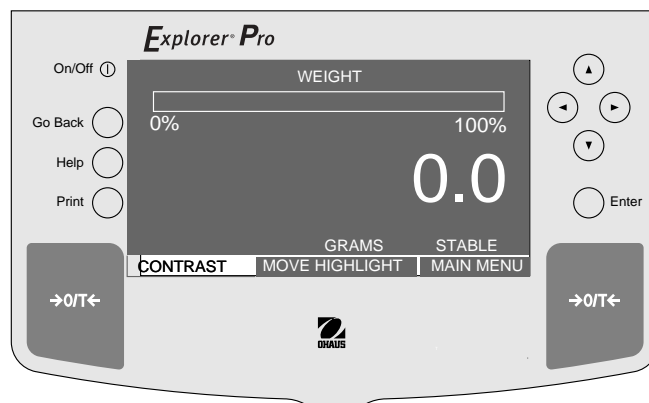 Explorer® Pro
On/Off
WEIGHT
Go Back
0% 100%
Help
0.0
Print
Enter
GRAMS STABLE
CONTRAST MOVE HIGHLIGHT MAIN MENU
→0/T← →0/T←
OHAUS